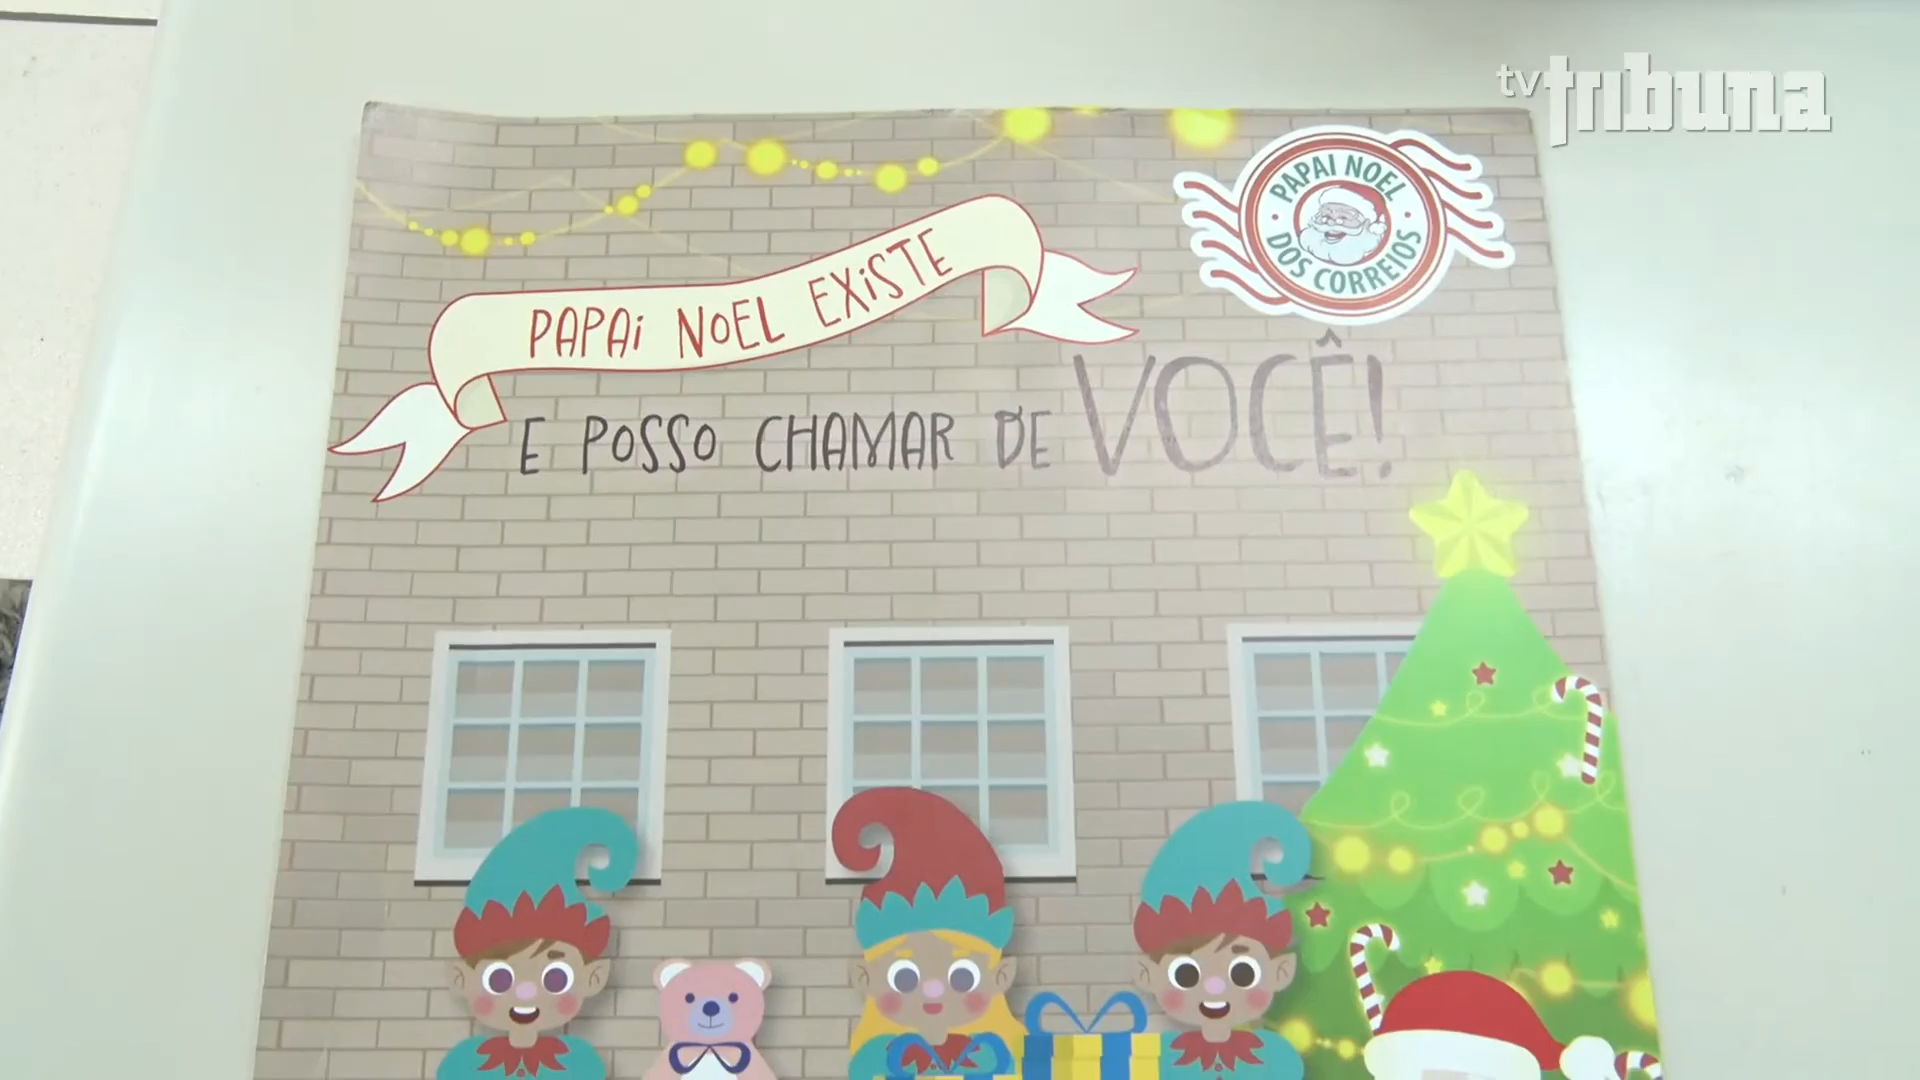 tv tribuna
PAPAI NOEL
DOS CORREIOS
PAPAi NOEL EXiSTE
E POSSO CHAMAR DE VOCÊ!